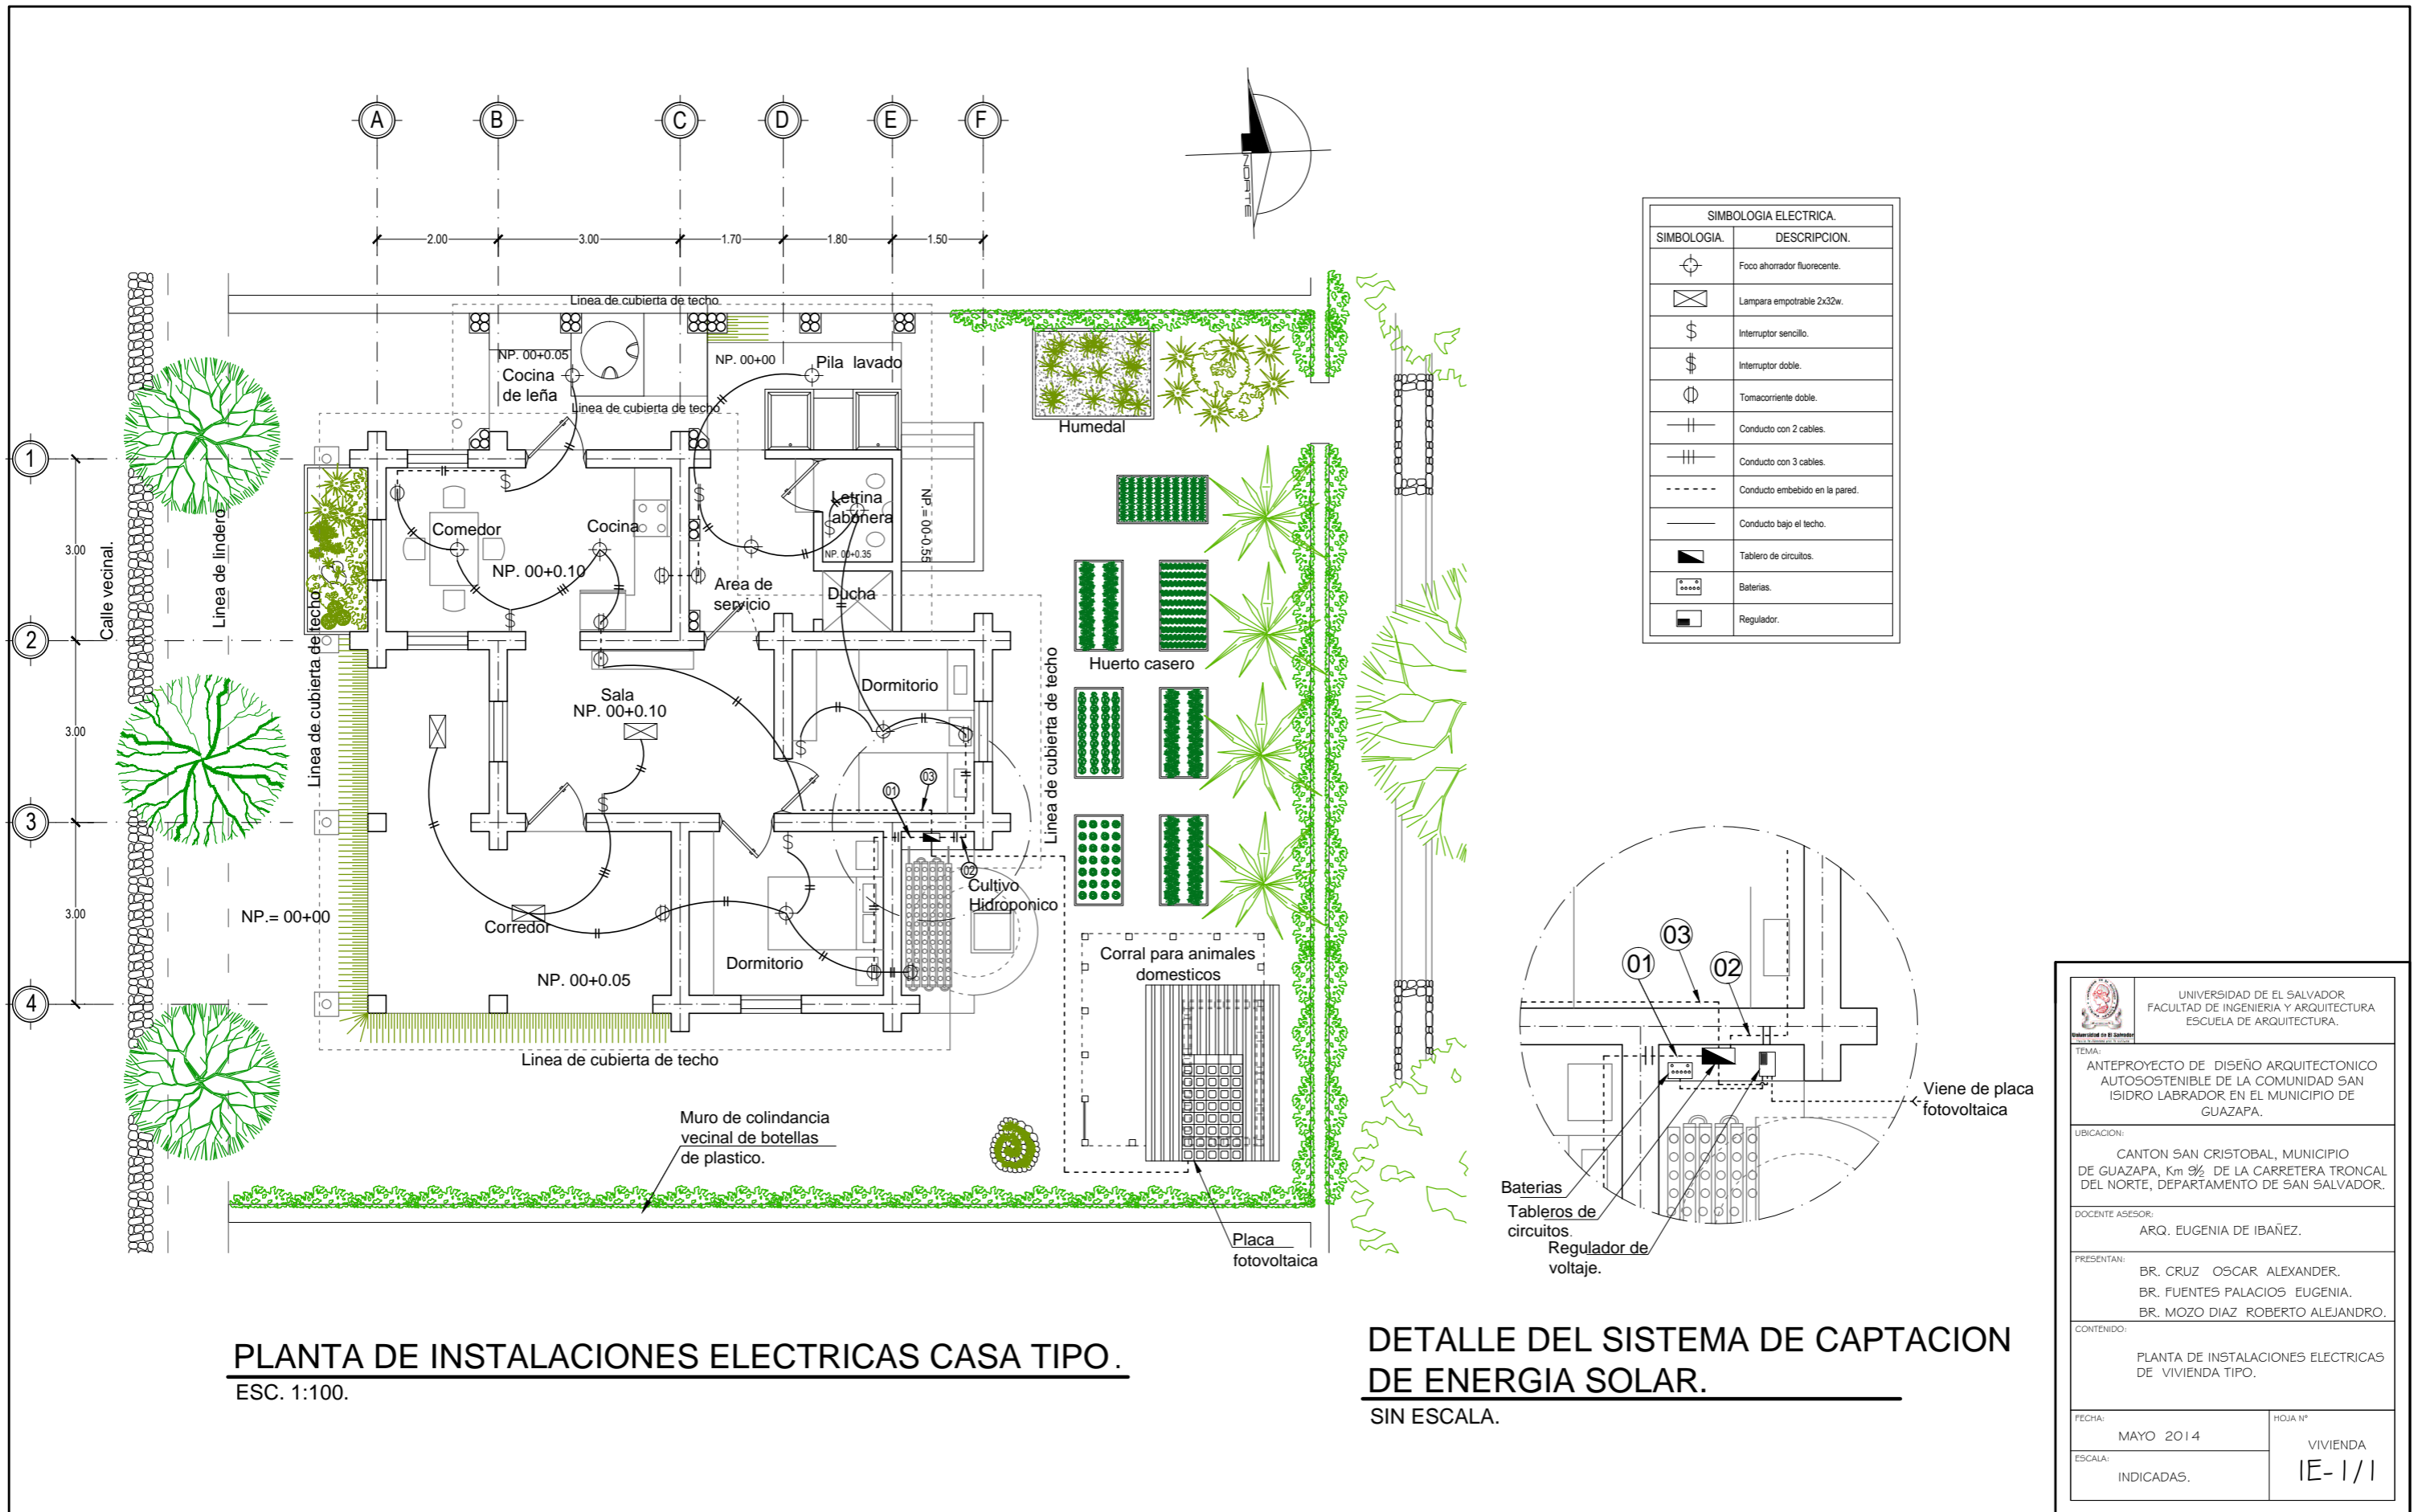 A
B
C
D
E
F
2.00
3.00
1.70
1.80
1.50
NORTE
1
2
3
4
3.00
3.00
3.00
Calle vecinal.
Linea de lindero
Linea de cubierta de techo
Linea de cubierta de techo
NP. 00+0.05
Cocina
de leña
Linea de cubierta de techo
NP. 00+00
Pila lavado
Humedal
Comedor
Cocina
NP. 00+0.10
Letrina
abonera
NP. 00+0.35
NP.= 00-0.55
Area de
servicio
Ducha
Huerto casero
Sala
NP. 00+0.10
Dormitorio
Linea de cubierta de techo
01
03
02
Cultivo
Hidroponico
NP.= 00+00
Corredor
NP. 00+0.05
Dormitorio
Corral para animales
domesticos
Linea de cubierta de techo
Muro de colindancia
vecinal de botellas
de plastico.
Placa
fotovoltaica
PLANTA DE INSTALACIONES ELECTRICAS CASA TIPO.
ESC. 1:100.
SIMBOLOGIA ELECTRICA.
SIMBOLOGIA. DESCRIPCION.
Foco ahorrador fluorecente.
Lampara empotrable 2x32w.
Interruptor sencillo.
Interruptor doble.
Tomacorriente doble.
Conducto con 2 cables.
Conducto con 3 cables.
Conducto embebido en la pared.
Conducto bajo el techo.
Tablero de circuitos.
Baterias.
Regulador.
03
01
02
Viene de placa
fotovoltaica
Baterias
Tableros de
circuitos.
Regulador de
voltaje.
DETALLE DEL SISTEMA DE CAPTACION
DE ENERGIA SOLAR.
SIN ESCALA.
Universidad de El Salvador
UNIVERSIDAD DE EL SALVADOR
FACULTAD DE INGENIERIA Y ARQUITECTURA
ESCUELA DE ARQUITECTURA.
TEMA:
ANTEPROYECTO DE DISEÑO ARQUITECTONICO
AUTOSOSTENIBLE DE LA COMUNIDAD SAN
ISIDRO LABRADOR EN EL MUNICIPIO DE
GUAZAPA.
UBICACION:
CANTON SAN CRISTOBAL, MUNICIPIO
DE GUAZAPA, Km 9½ DE LA CARRETERA TRONCAL
DEL NORTE, DEPARTAMENTO DE SAN SALVADOR.
DOCENTE ASESOR:
ARQ. EUGENIA DE IBAÑEZ.
PRESENTAN:
BR. CRUZ OSCAR ALEXANDER.
BR. FUENTES PALACIOS EUGENIA.
BR. MOZO DIAZ ROBERTO ALEJANDRO.
CONTENIDO:
PLANTA DE INSTALACIONES ELECTRICAS
DE VIVIENDA TIPO.
FECHA:
MAYO 2014
HOJA Nº
VIVIENDA
IE-1/1
ESCALA:
INDICADAS.